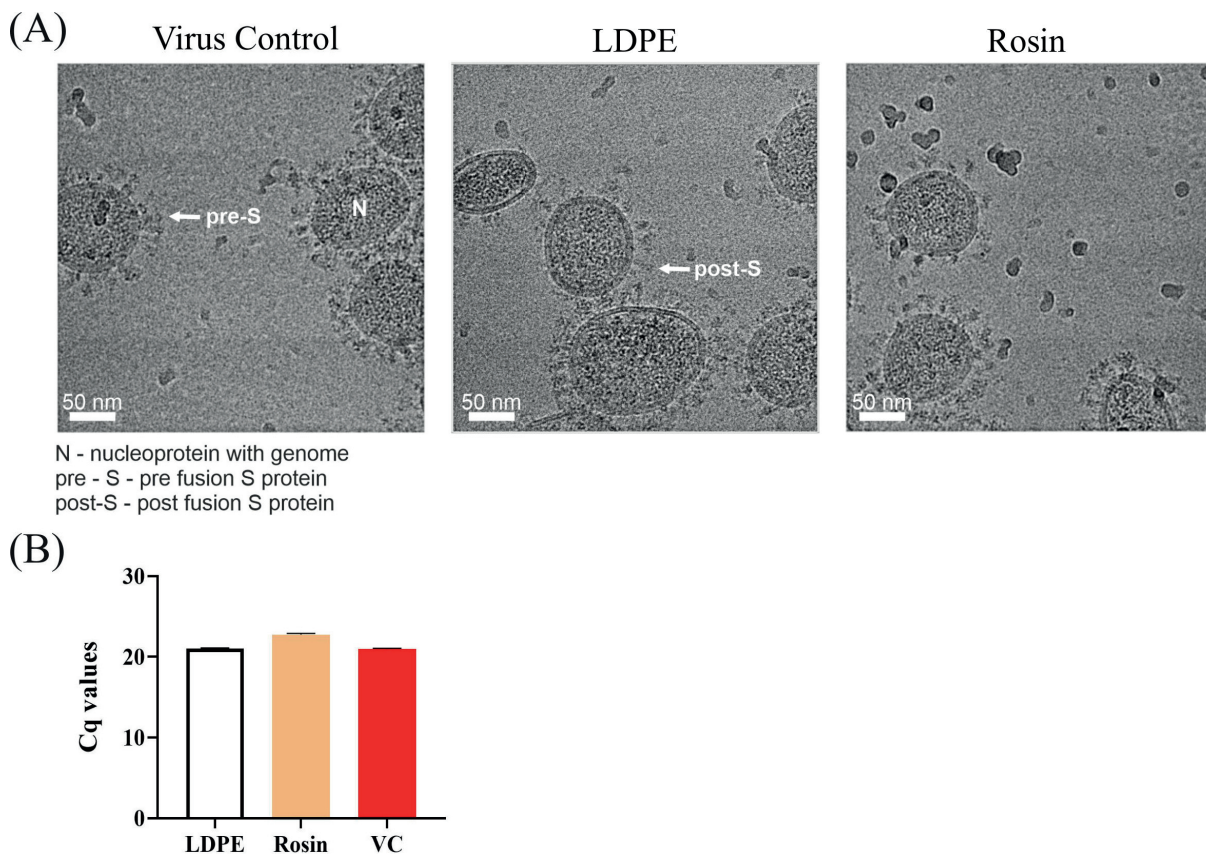 (A)
Virus Control
LDPE
Rosin
pre-S
N
post-S
50 nm
50 nm
50 nm
N - nucleoprotein with genome
pre - S - pre fusion S protein
post-S - post fusion S protein
(B)
Cq values
30
20
10
0
LDPE
Rosin
VC